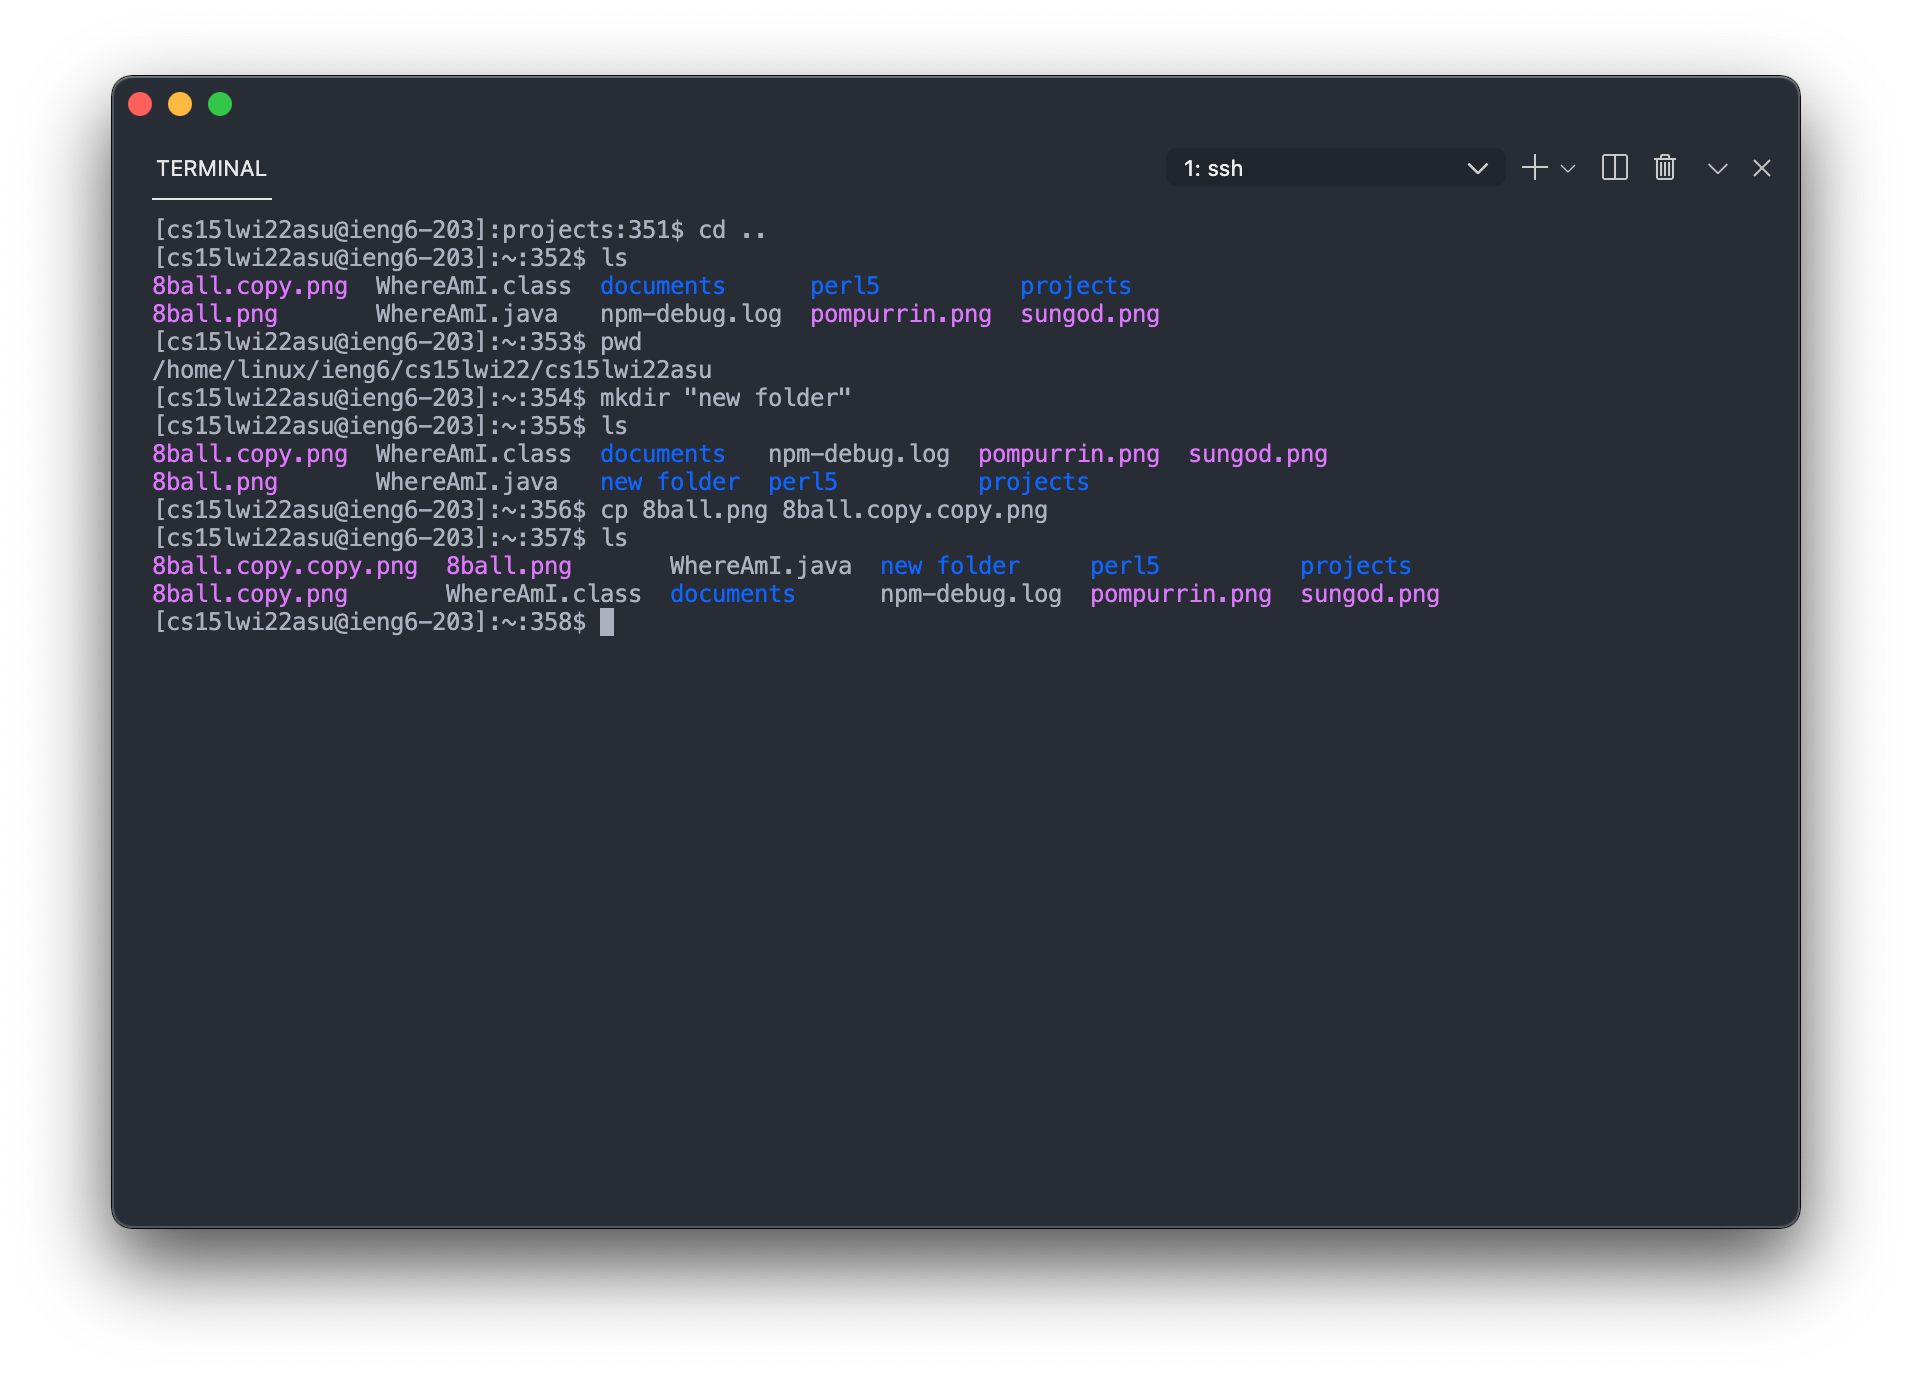 TERMINAL
1: ssh
[cs15lwi22asu@ieng6-203]:projects:351$ cd ..
[cs15lwi22asu@ieng6-203]:~:352$ ls
8ball.copy.png  WhereAmI.class  documents      perl5          projects
8ball.png       WhereAmI.java   npm-debug.log  pompurrin.png  sungod.png
[cs15lwi22asu@ieng6-203]:~:353$ pwd
/home/linux/ieng6/cs15lwi22/cs15lwi22asu
[cs15lwi22asu@ieng6-203]:~:354$ mkdir "new folder"
[cs15lwi22asu@ieng6-203]:~:355$ ls
8ball.copy.png  WhereAmI.class  documents   npm-debug.log  pompurrin.png  sungod.png
8ball.png       WhereAmI.java   new folder  perl5          projects
[cs15lwi22asu@ieng6-203]:~:356$ cp 8ball.png 8ball.copy.copy.png
[cs15lwi22asu@ieng6-203]:~:357$ ls
8ball.copy.copy.png  8ball.png       WhereAmI.java  new folder     perl5          projects
8ball.copy.png       WhereAmI.class  documents      npm-debug.log  pompurrin.png  sungod.png
[cs15lwi22asu@ieng6-203]:~:358$